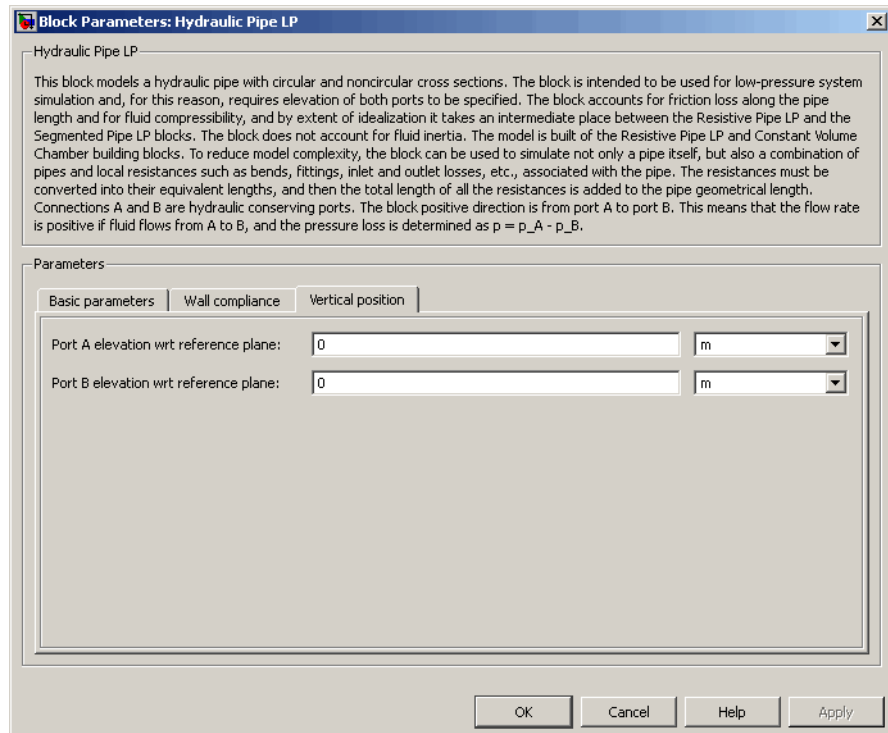 Block Parameters: Hydraulic Pipe LP
Hydraulic Pipe LP
This block models a hydraulic pipe with circular and noncircular cross sections. The block is intended to be used for low-pressure system
simulation and, for this reason, requires elevation of both ports to be specified. The block accounts for friction loss along the pipe
length and for fluid compressibility, and by extent of idealization it takes an intermediate place between the Resistive Pipe LP and the
Segmented Pipe LP blocks. The block does not account for fluid inertia. The model is built of the Resistive Pipe LP and Constant Volume
Chamber building blocks. To reduce model complexity, the block can be used to simulate not only a pipe itself, but also a combination of
pipes and local resistances such as bends, fittings, inlet and outlet losses, etc., associated with the pipe. The resistances must be
converted into their equivalent lengths, and then the total length of all the resistances is added to the pipe geometrical length.
Connections A and B are hydraulic conserving ports. The block positive direction is from port A to port B. This means that the flow rate
is positive if fluid flows from A to B, and the pressure loss is determined as p = p_A - p_B.
Parameters
Basic parameters Wall compliance Vertical position
Port A elevation wrt reference plane: 0 m
Port B elevation wrt reference plane: 0 m
OK Cancel Help Apply